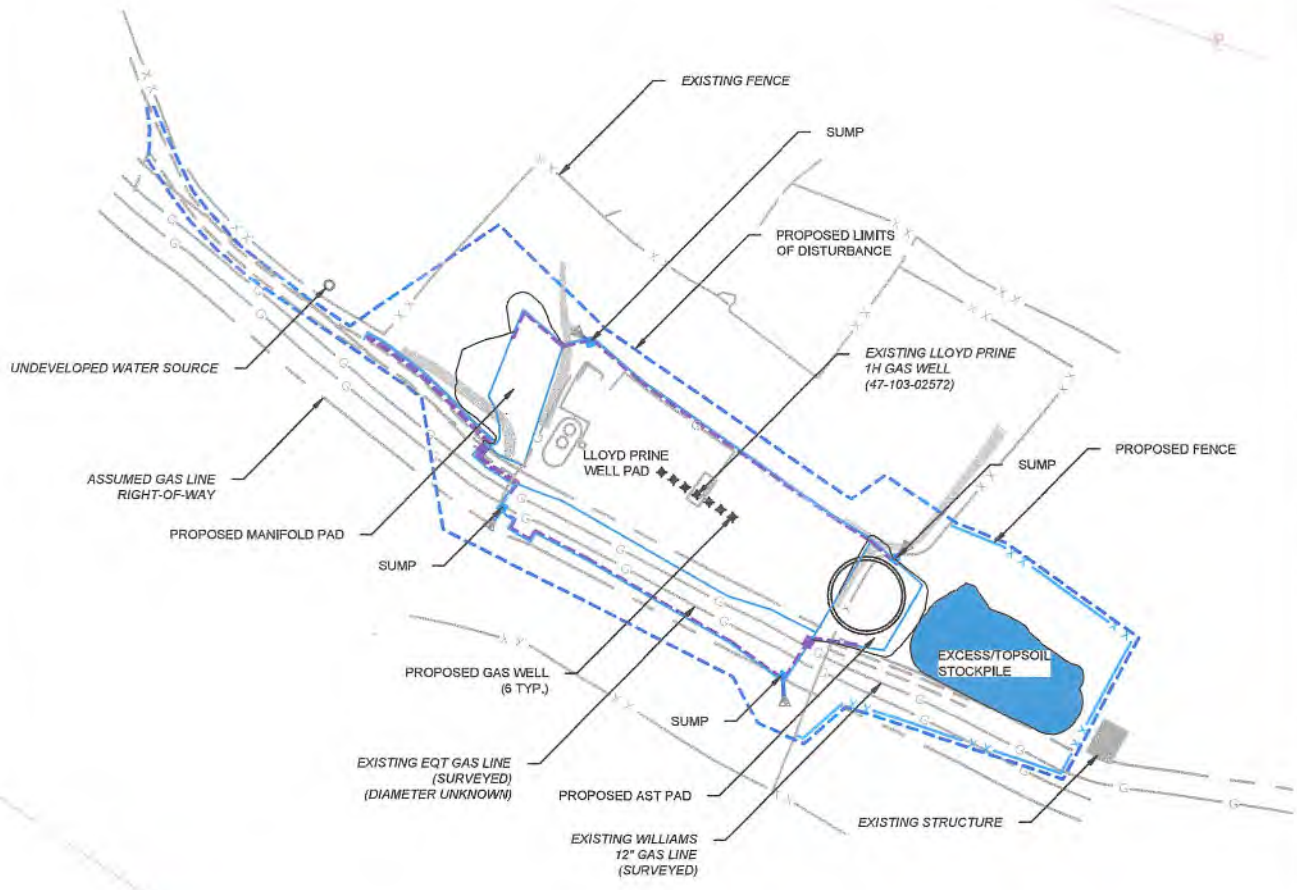 EXISTING FENCE
SUMP
PROPOSED LIMITS
OF DISTURBANCE
UNDEVELOPED WATER SOURCE
EXISTING LLOYD PRINE
1H GAS WELL
(47-103-02572)
PROPOSED FENCE
SUMP
LLOYD PRINE
WELL PAD
ASSUMED GAS LINE
RIGHT-OF-WAY
PROPOSED MANIFOLD PAD
SUMP
EXCESS/TOPSOIL
STOCKPILE
PROPOSED GAS WELL
(6 TYP.)
SUMP
EXISTING EQT GAS LINE
(SURVEYED)
(DIAMETER UNKNOWN)
PROPOSED AST PAD
EXISTING STRUCTURE
EXISTING WILLIAMS
12" GAS LINE
(SURVEYED)